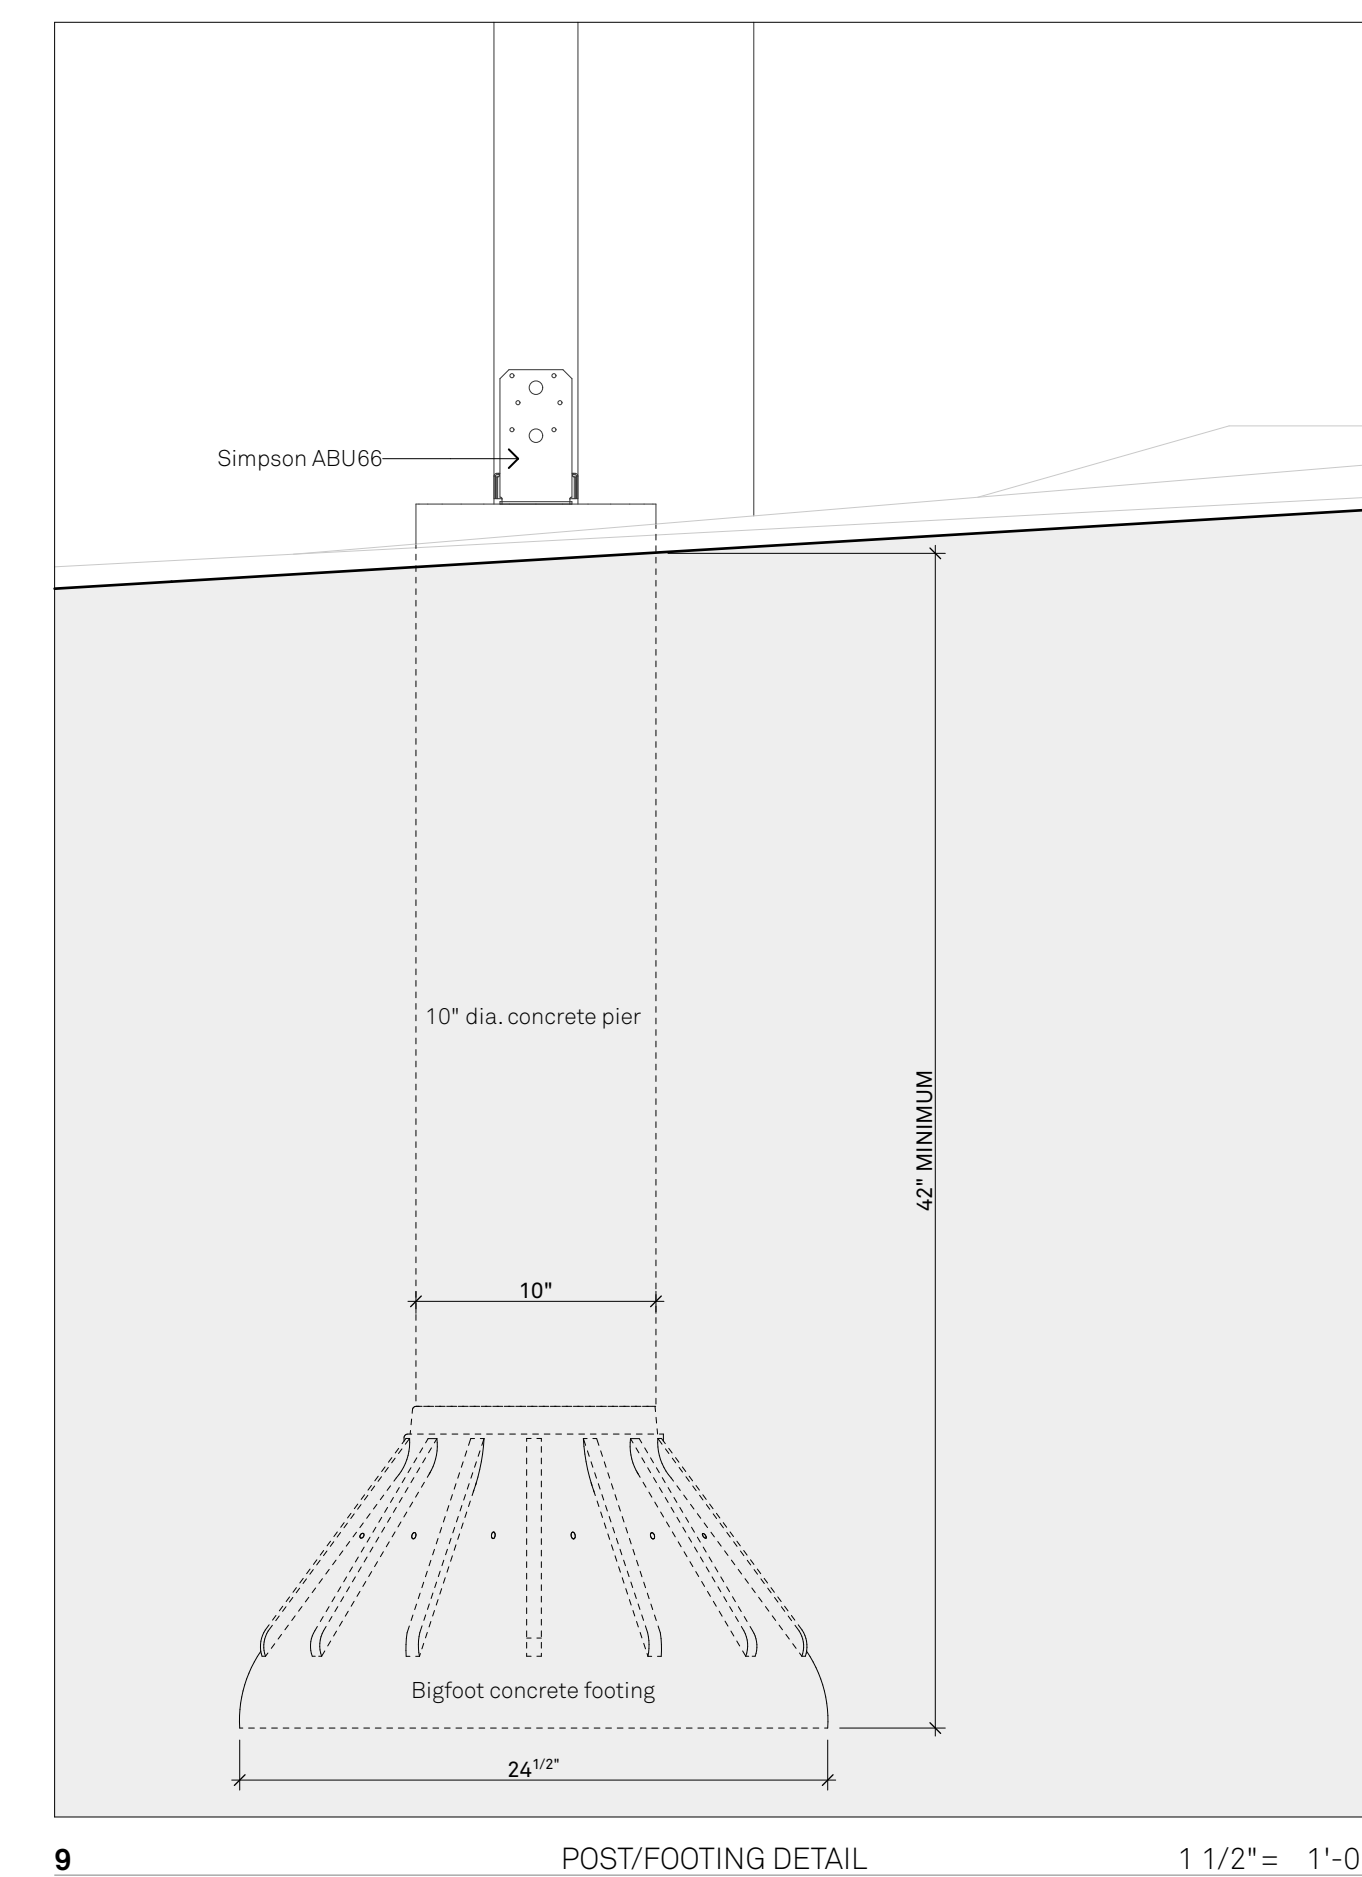 Simpson ABU66
10" dia. concrete pier
42" MINIMUM
10"
Bigfoot concrete footing
24 1/2"
9 POST/FOOTING DETAIL 1 1/2" = 1'-0